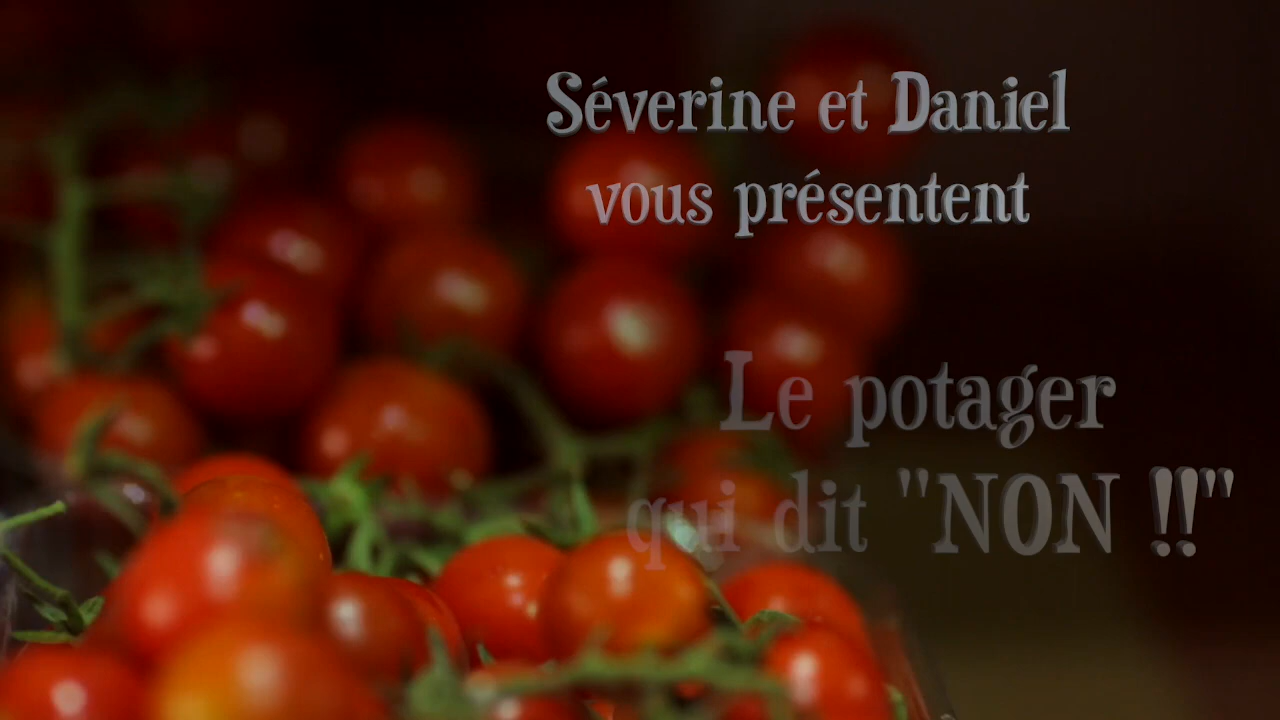 Séverine et Daniel
vous présentent
Le potager
qui dit "NON !!"